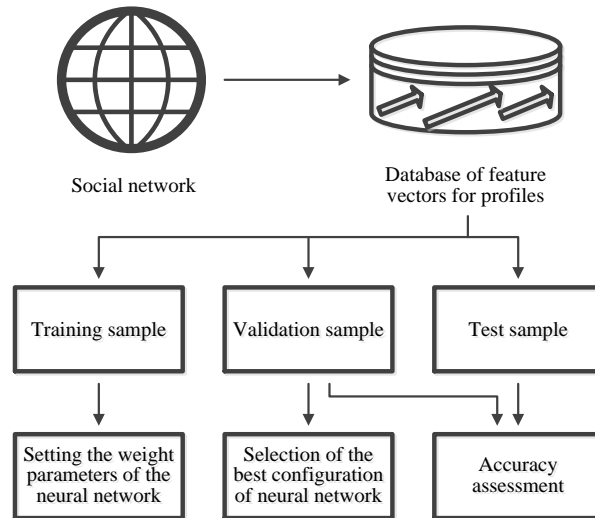 Social network
Database of feature
vectors for profiles
Training sample
Validation sample
Test sample
Setting the weight
parameters of the
neural network
Selection of the
best configuration
of neural network
Accuracy
assessment